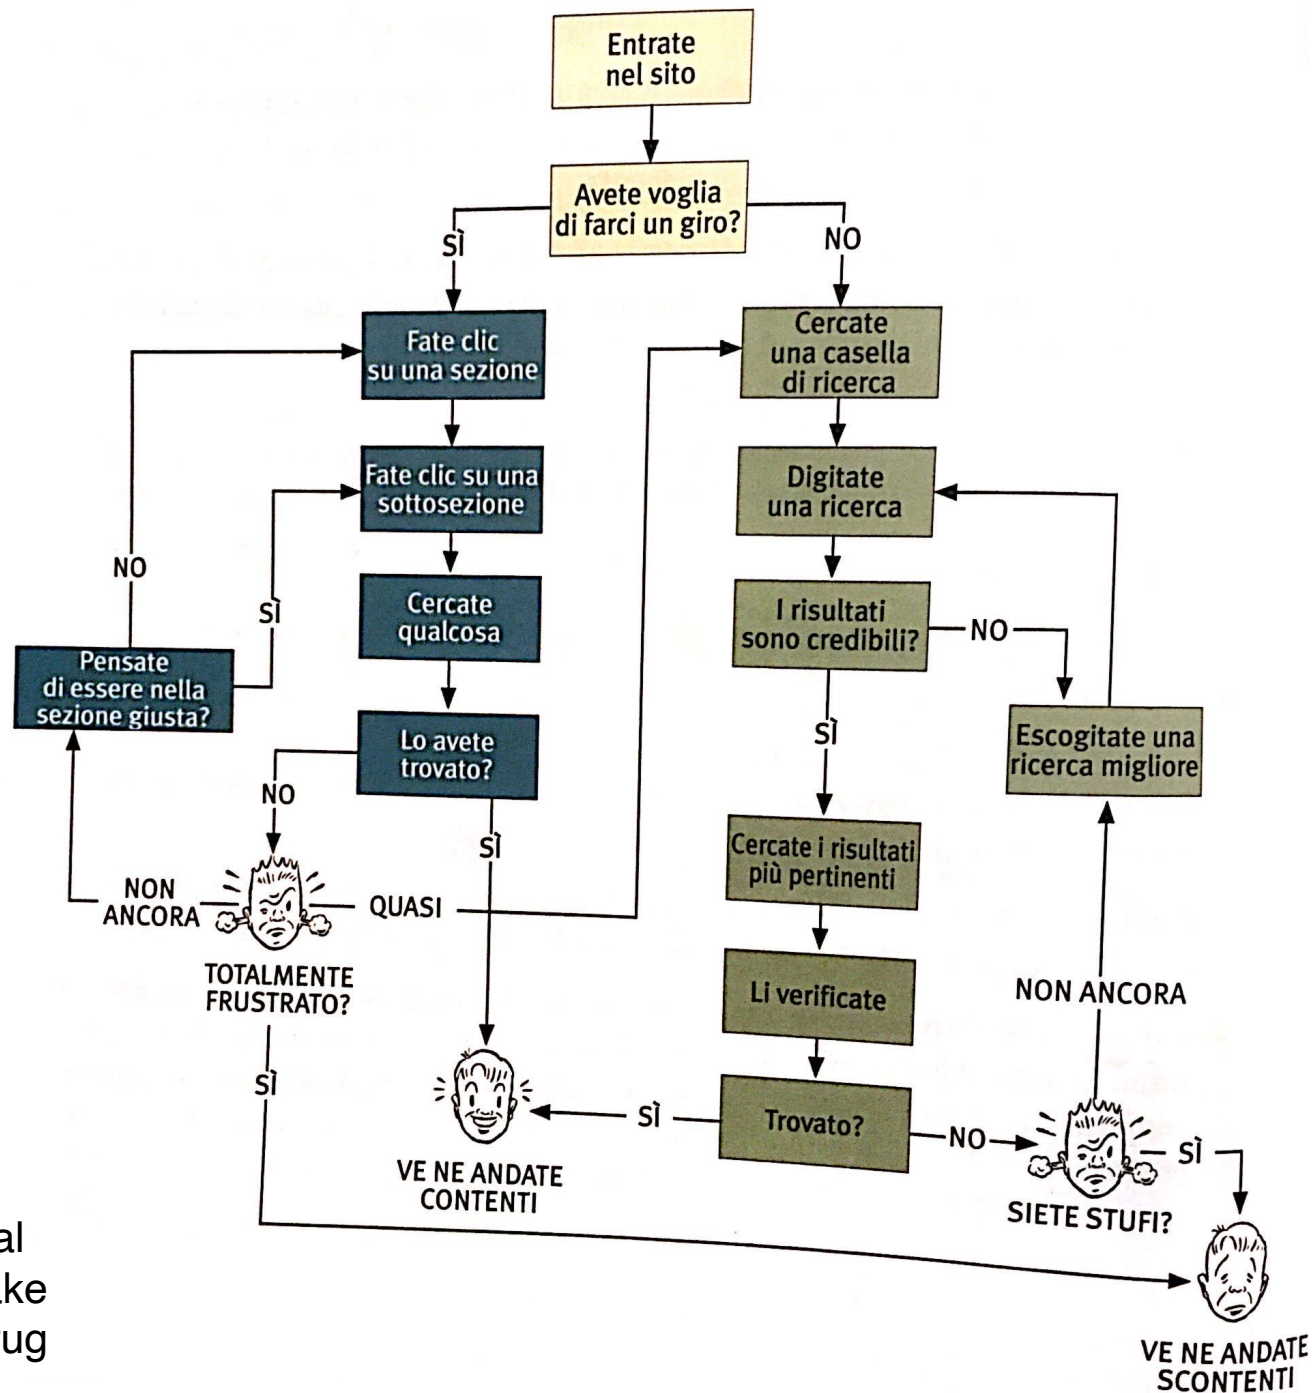 Entrate
nel sito
Avete voglia
di farci un giro?
SÌ
NO
Fate clic
su una sezione
Cercate
una casella
di ricerca
Fate clic su una
sottosezione
Digitate
una ricerca
NO
SÌ
Cercate
qualcosa
I risultati
sono credibili?
NO
Pensate
di essere nella
sezione giusta?
Lo avete
trovato?
SÌ
Escogitate una
ricerca migliore
NO
SÌ
Cercate i risultati
più pertinenti
NON
ANCORA
QUASI
TOTALMENTE
FRUSTRATO?
Li verificate
NON ANCORA
SÌ
Trovato?
SÌ
NO
SÌ
VE NE ANDATE
CONTENTI
SIETE STUFI?
al
ake
rug
VE NE ANDATE
SCONTENTI